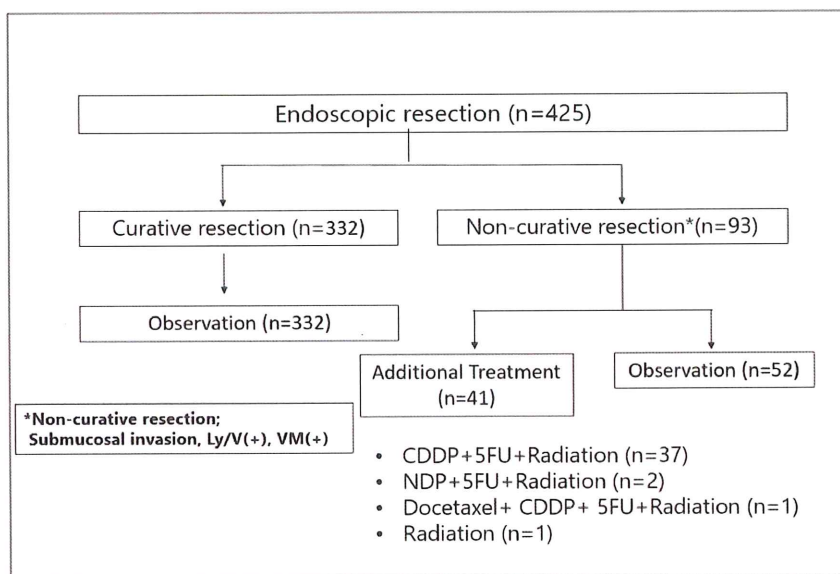 Endoscopic resection (n=425)
Curative resection (n=332)
Non-curative resection*(n=93)
Observation (n=332)
Additional Treatment
(n=41)
Observation (n=52)
*Non-curative resection;
Submucosal invasion, Ly/V(+), VM(+)
• CDDP+5FU+Radiation (n=37)
• NDP+5FU+Radiation (n=2)
• Docetaxel+ CDDP+ 5FU+Radiation (n=1)
• Radiation (n=1)